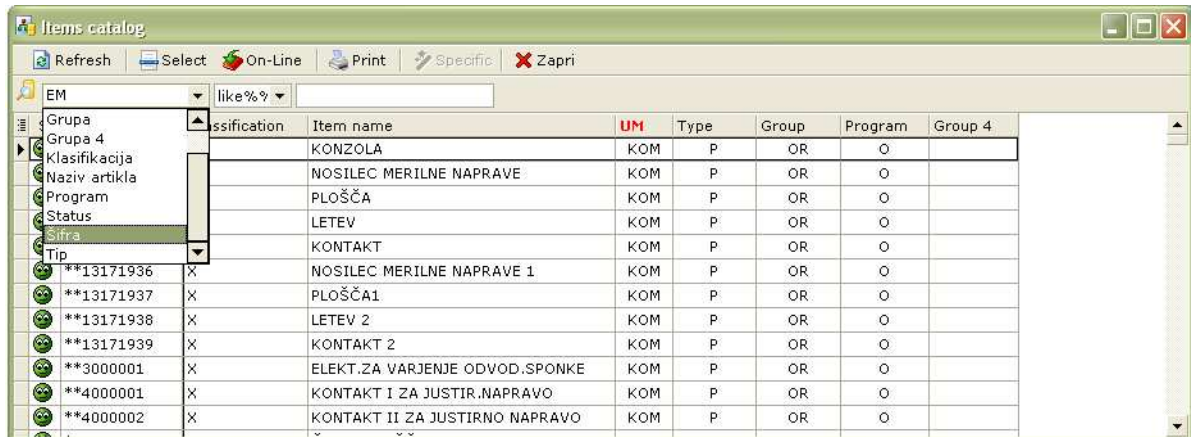 Items catalog
Refresh Select On-Line Print Specific Zapri
EM like%%
Grupa
Grupa 4
Klasifikacija
Naziv artikla
Program
Status
Šifra
Tip
Item name UM Type Group Program Group 4
KONZOLA KOM P OR O
NOSILEC MERILNE NAPRAVE KOM P OR O
PLOŠČA KOM P OR O
LETEV KOM P OR O
KONTAKT KOM P OR O
**13171936 X NOSILEC MERILNE NAPRAVE 1 KOM P OR O
**13171937 X PLOŠČA1 KOM P OR O
**13171938 X LETEV 2 KOM P OR O
**13171939 X KONTAKT 2 KOM P OR O
**3000001 X ELEKT.ZA VARJENJE ODVOD.SPONKE KOM P OR O
**4000001 X KONTAKT I ZA JUSTIR.NAPRAVO KOM P OR O
**4000002 X KONTAKT II ZA JUSTIRNO NAPRAVO KOM P OR O